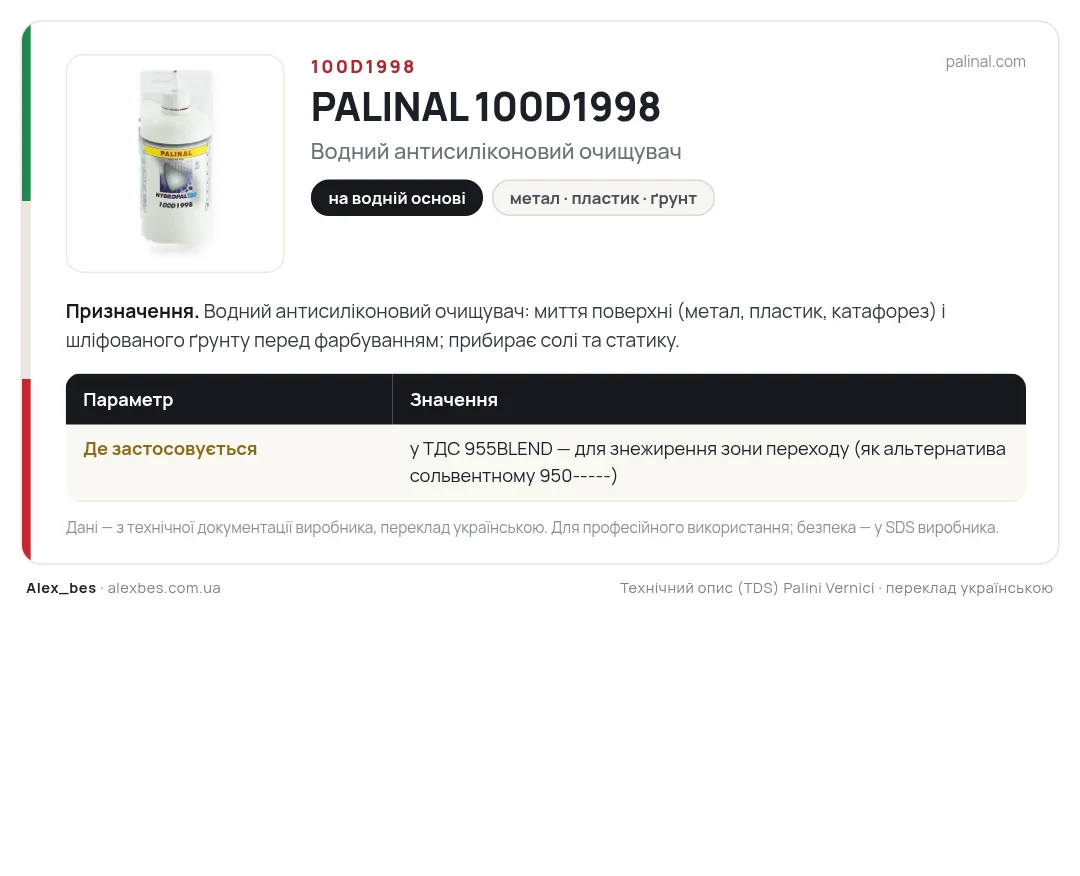 100D1998
palinal.com
PALINAL 100D1998
Водний антисиліконовий очищувач
на водній основі
метал · пластик · ґрунт
PALINAL
HYDROPAL
100D1998
Призначення. Водний антисиліконовий очищувач: миття поверхні (метал, пластик, катафорез) і
шліфованого ґрунту перед фарбуванням; прибирає солі та статику.
Параметр
Значення
Де застосовується
у ТДС 955BLEND — для знежирення зони переходу (як альтернатива
сольвентному 950-----)
Дані — з технічної документації виробника, переклад українською. Для професійного використання; безпека — у SDS виробника.
Alex_bes · alexbes.com.ua
Технічний опис (TDS) Palini Vernici · переклад українською